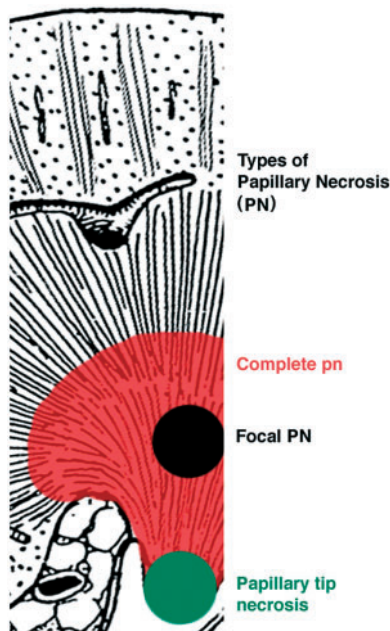 Types of
Papillary Necrosis
(PN)
Complete pn
Focal PN
Papillary tip
necrosis